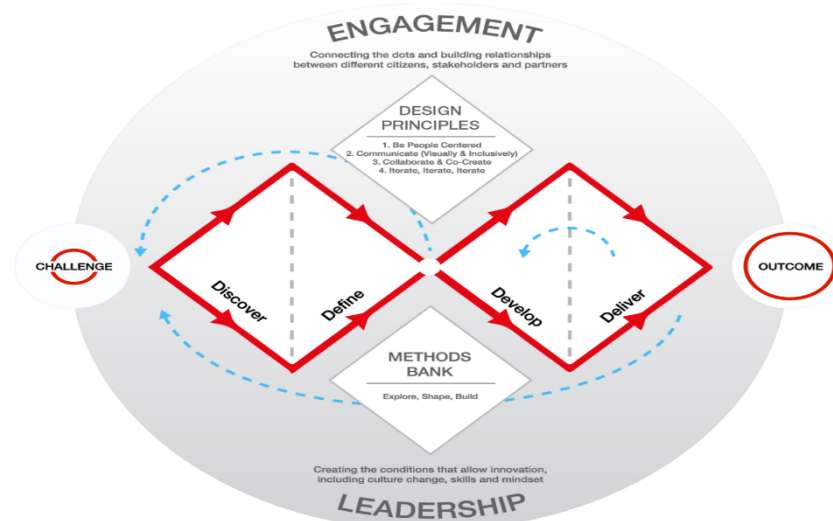 ENGAGEMENT
Connecting the dots and building relationships
between different citizens, stakeholders and partners
DESIGN
PRINCIPLES
1. Be People Centered
2. Communicate (Visually & Inclusively)
3. Collaborate & Co-Create
4. Iterate, Iterate, Iterate
CHALLENGE
Discover
Define
Develop
Deliver
OUTCOME
METHODS
BANK
Explore, Shape, Build
Creating the conditions that allow innovation,
including culture change, skills and mindset
LEADERSHIP